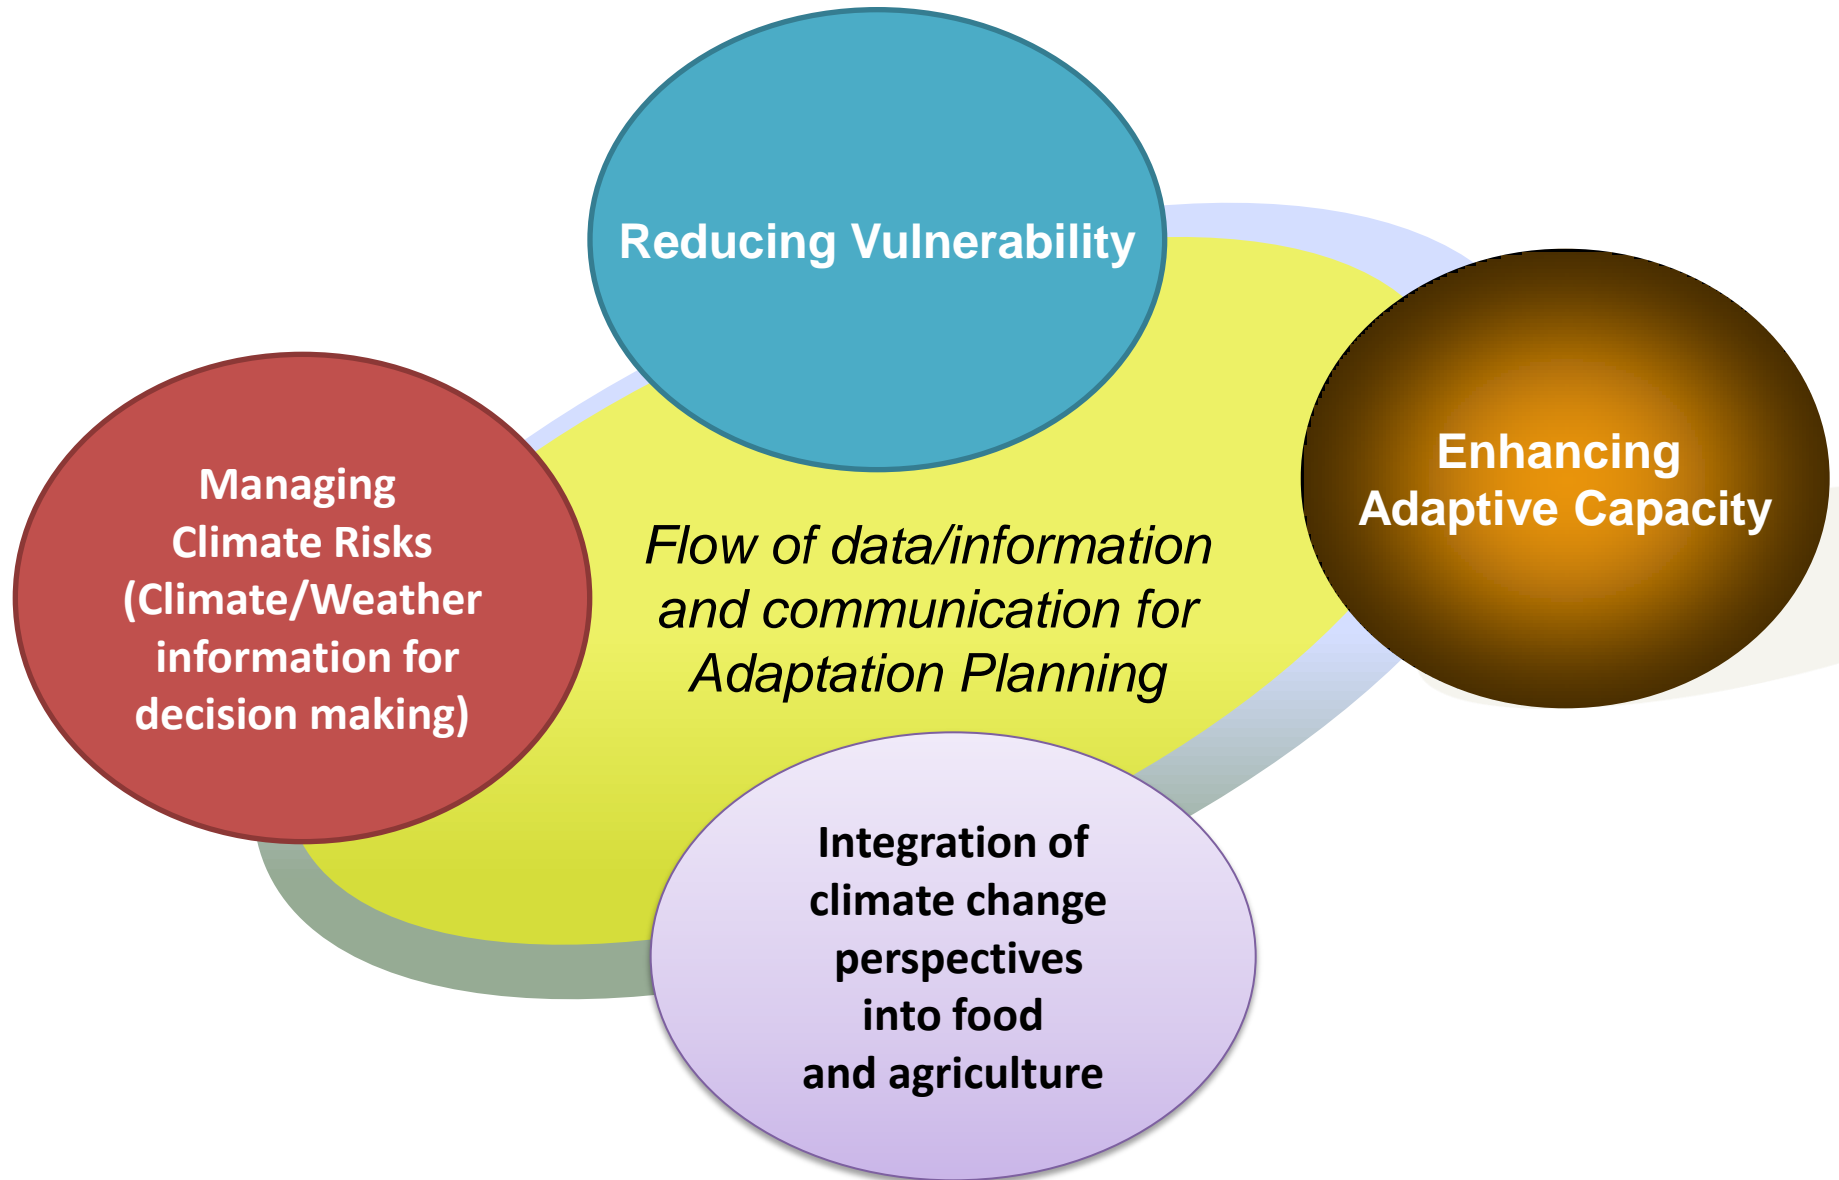 Reducing Vulnerability
Enhancing
Adaptive Capacity
Managing
Climate Risks
(Climate/Weather
information for
decision making)
Flow of data/information
and communication for
Adaptation Planning
Integration of
climate change
perspectives
into food
and agriculture